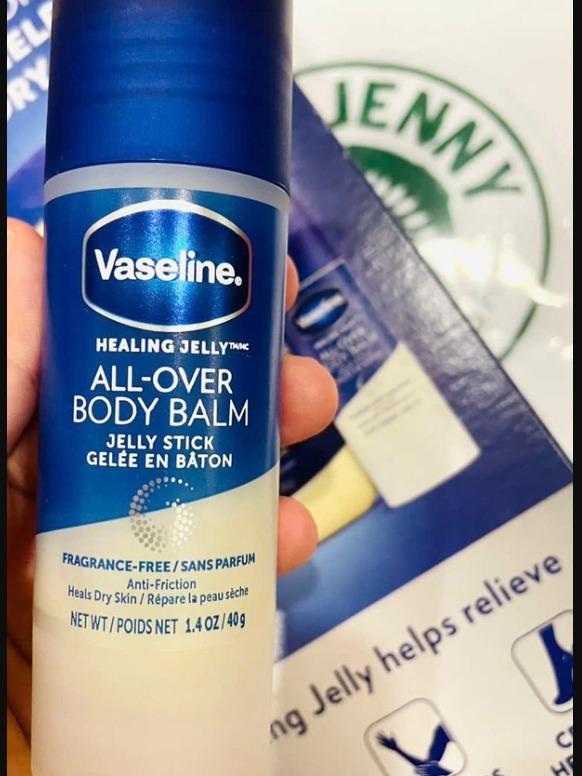 Vaseline.
HEALING JELLY™/MC
ALL-OVER
BODY BALM
JELLY STICK
GELÉE EN BÂTON
FRAGRANCE-FREE / SANS PARFUM
Anti-Friction
Heals Dry Skin / Répare la peau sèche
NET WT / POIDS NET 1.4 OZ / 40 g
JENNY
Vaseline
Jelly helps relieve